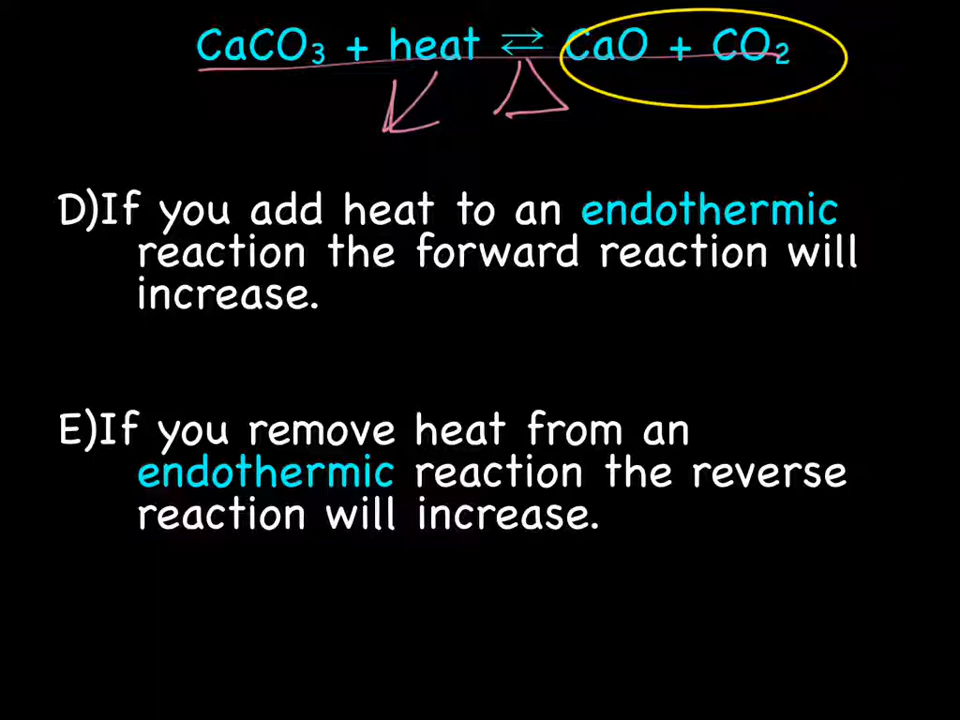 CaCO₃ + heat ⇄ CaO + CO₂
D)If you add heat to an endothermic
reaction the forward reaction will
increase.
E)If you remove heat from an
endothermic reaction the reverse
reaction will increase.